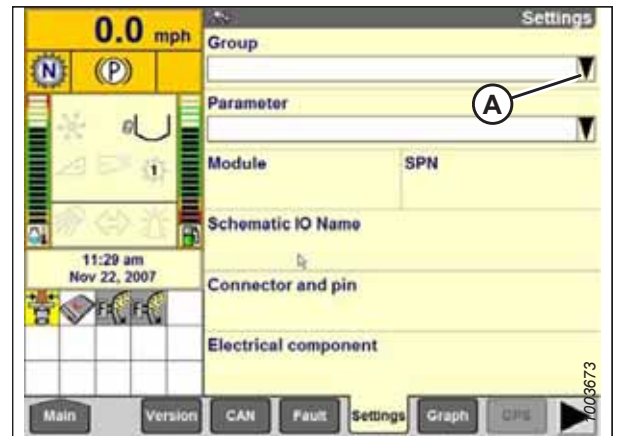 0.0 mph
Settings
Group
N
(P)
A
Parameter
1
Module
SPN
Schematic IO Name
11:29 am
Nov 22, 2007
Connector and pin
Electrical component
1003673
Main
Version
CAN
Fault
Settings
Graph
GPS